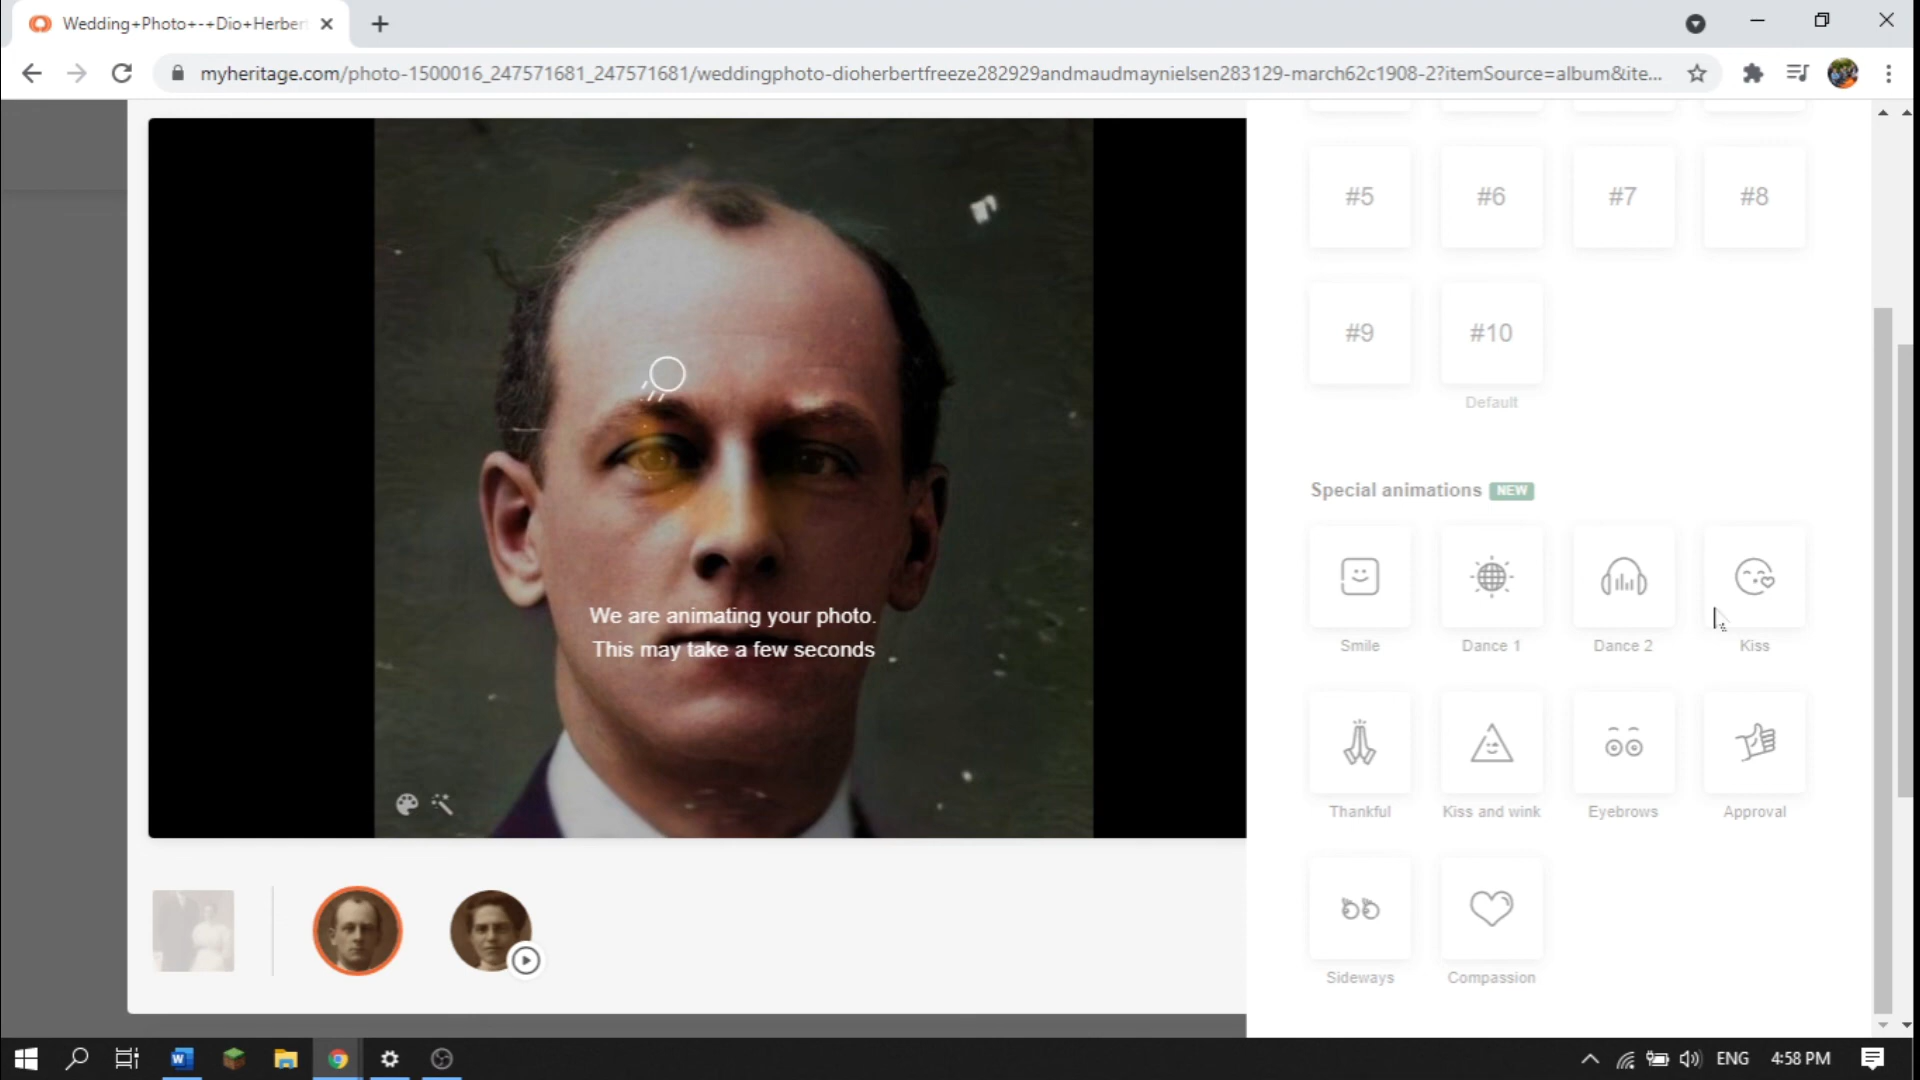 Wedding+Photo+-+Dio+Herber
myheritage.com/photo-1500016_247571681_247571681/weddingphoto-dioherbertfreeze282929andmaudmaynielsen283129-march62c1908-2?itemSource=album&ite...
#5 #6 #7 #8
#9 #10
Default
Special animations NEW
Smile Dance 1 Dance 2 Kiss
Thankful Kiss and wink Eyebrows Approval
Sideways Compassion
We are animating your photo.
This may take a few seconds
W
ENG 4:58 PM